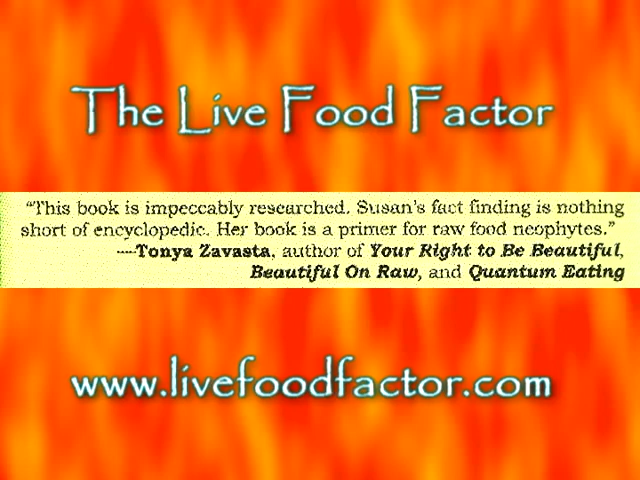 The Live Food Factor
"This book is impeccably researched. Susan's fact finding is nothing
short of encyclopedic. Her book is a primer for raw food neophytes."
—Tonya Zavasta, author of Your Right to Be Beautiful,
Beautiful On Raw, and Quantum Eating
www.livefoodfactor.com